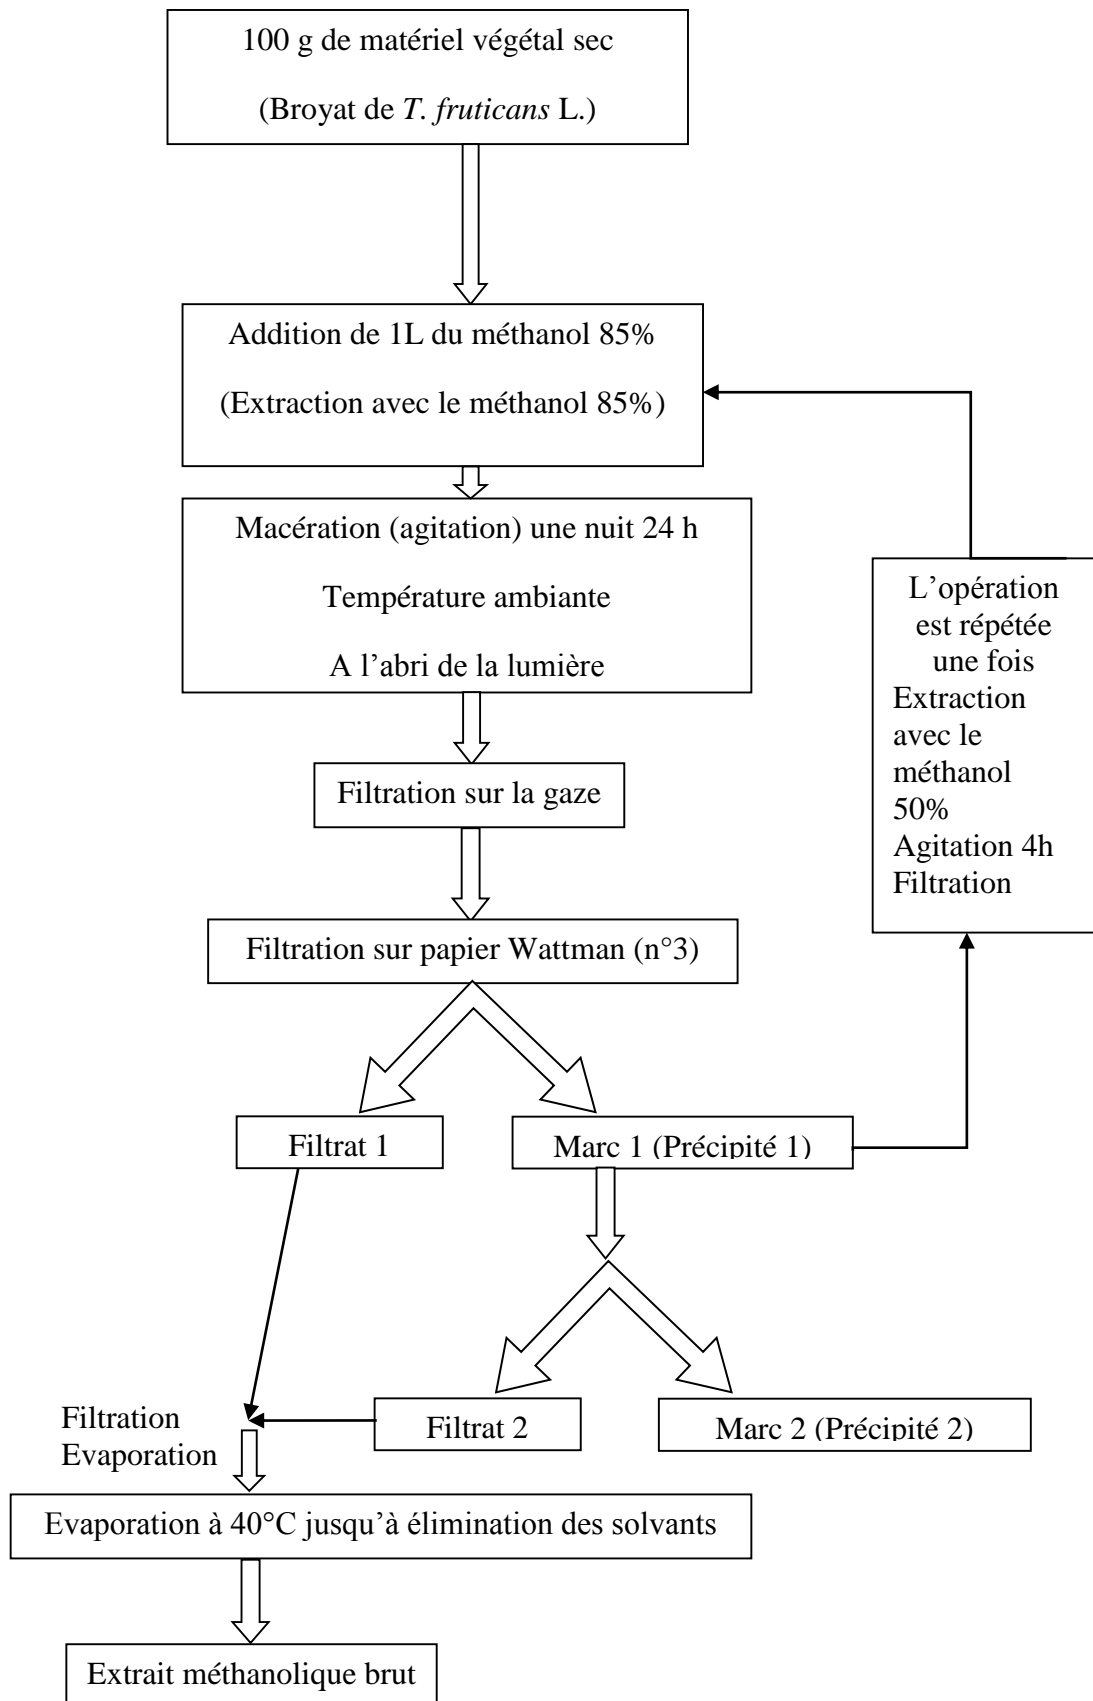 100 g de matériel végétal sec
(Broyat de T. fruticans L.)
Addition de 1L du méthanol 85%
(Extraction avec le méthanol 85%)
Macération (agitation) une nuit 24 h
Température ambiante
A l’abri de la lumière
L’opération
est répétée
une fois
Extraction
avec le
méthanol
50%
Agitation 4h
Filtration
Filtration sur la gaze
Filtration sur papier Wattman (n°3)
Filtrat 1
Marc 1 (Précipité 1)
Filtration
Evaporation
Filtrat 2
Marc 2 (Précipité 2)
Evaporation à 40°C jusqu’à élimination des solvants
Extrait méthanolique brut